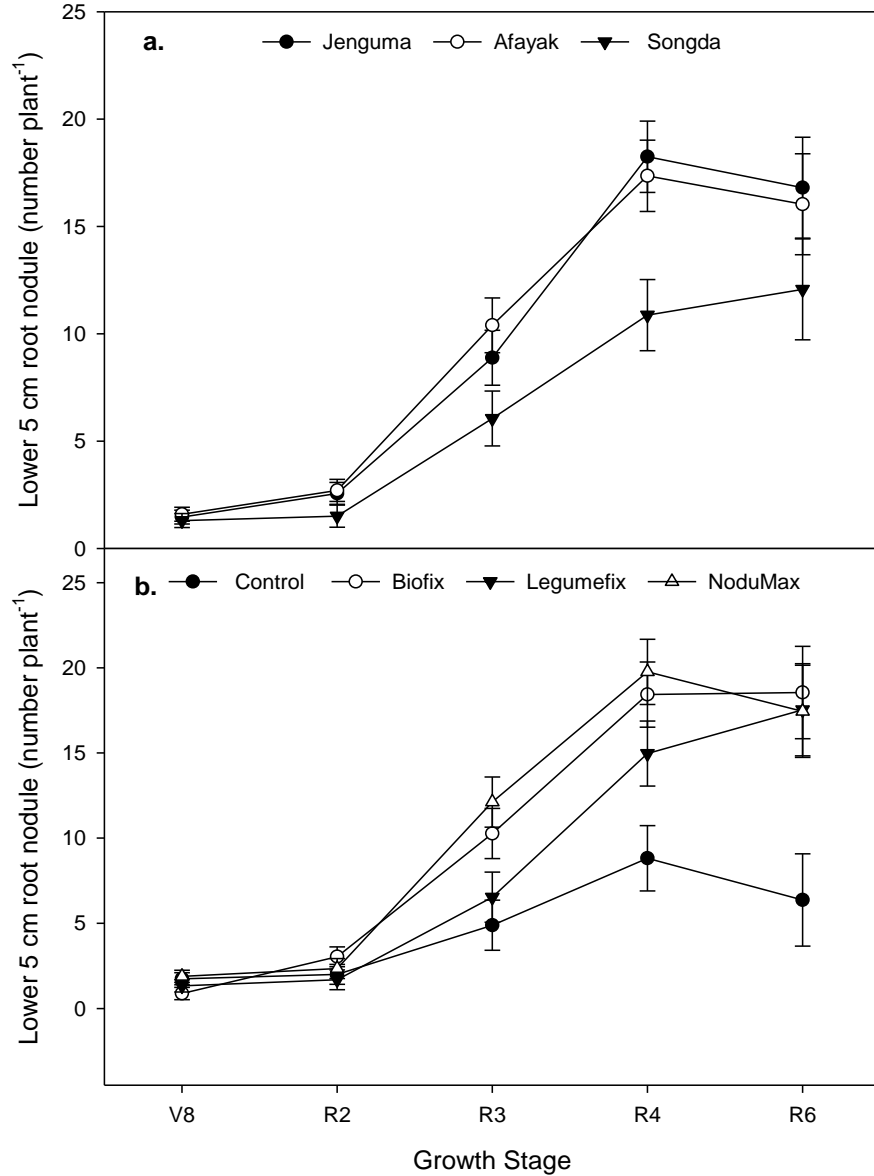 25
a. Jenguma Afayak Songda
20
15
10
5
0
Lower 5 cm root nodule (number plant⁻¹)
b. Control Biofix Legumefix NoduMax
25
20
15
10
5
0
Lower 5 cm root nodule (number plant⁻¹)
V8 R2 R3 R4 R6
Growth Stage